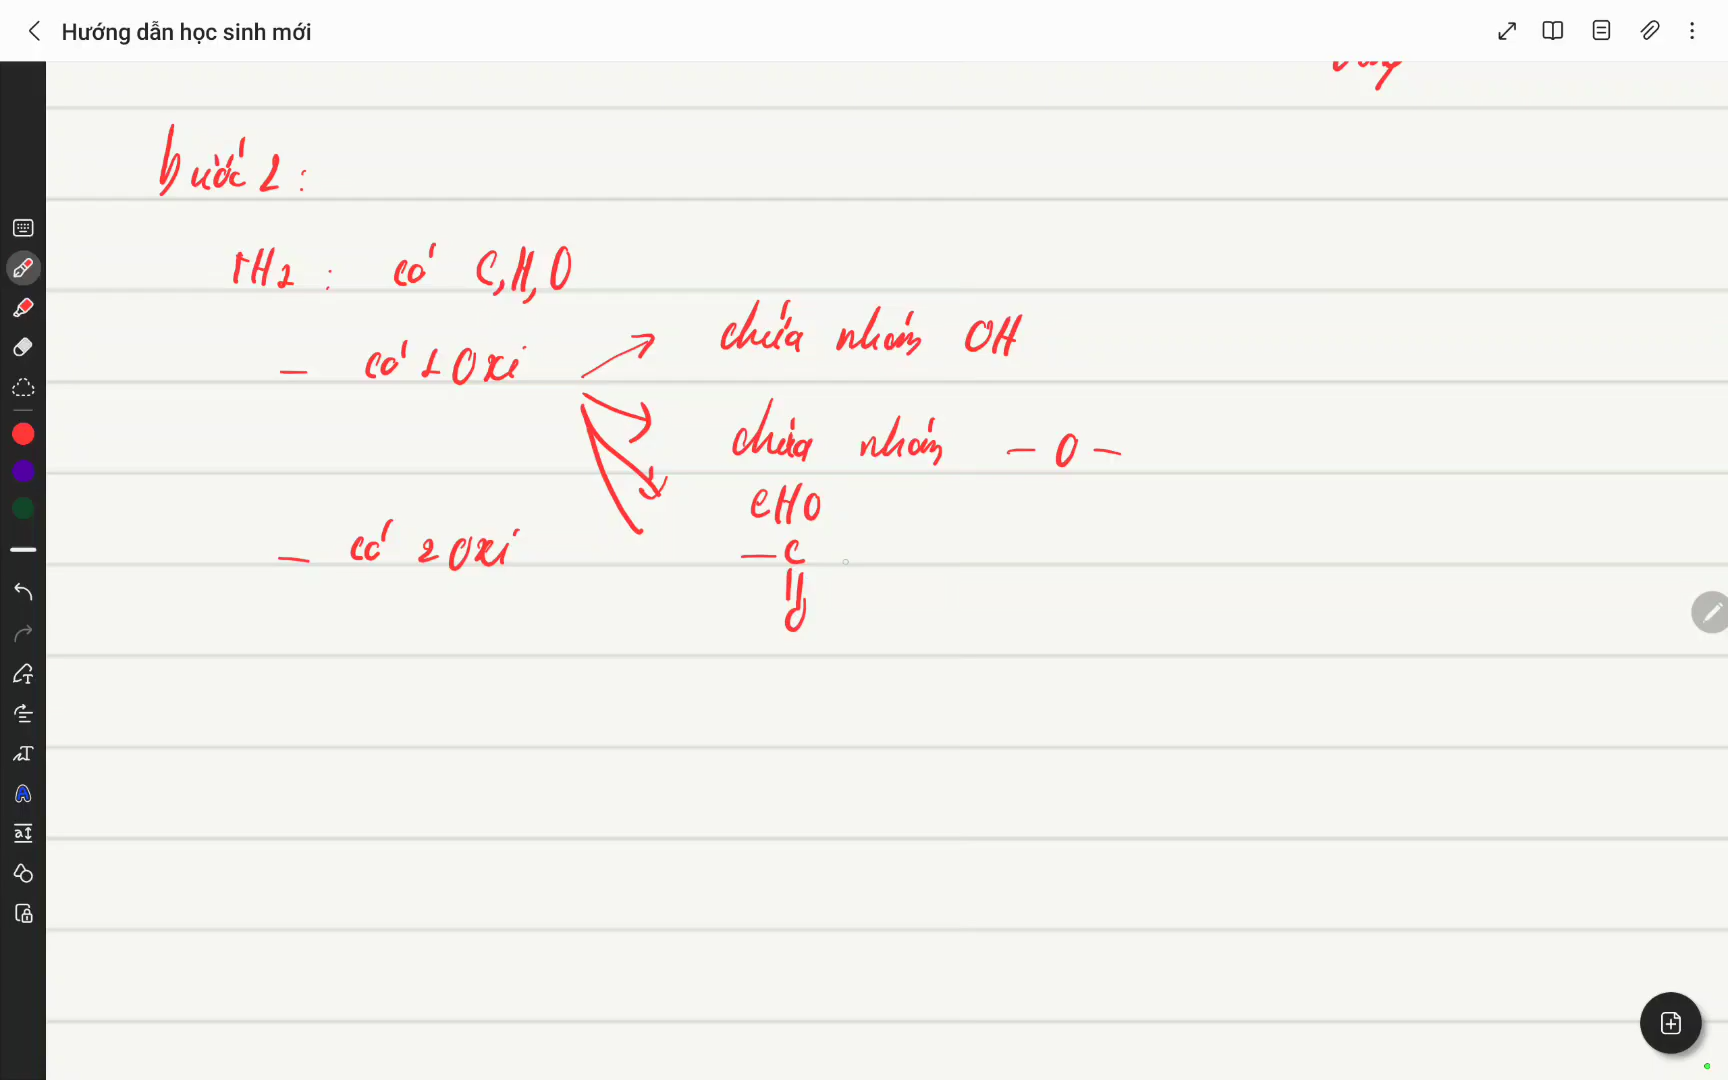 Hướng dẫn học sinh mới
bước 2:
TH2: có C, H, O
- có 1 Oxi
chứa nhóm OH
chứa nhóm - O -
CHO
- C
||
O
- có 2 Oxi